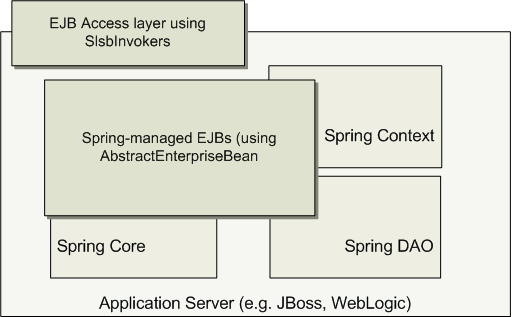 EJB Access layer using
SlsbInvokers
Spring-managed EJBs (using
AbstractEnterpriseBean
Spring Context
Spring Core
Spring DAO
Application Server (e.g. JBoss, WebLogic)